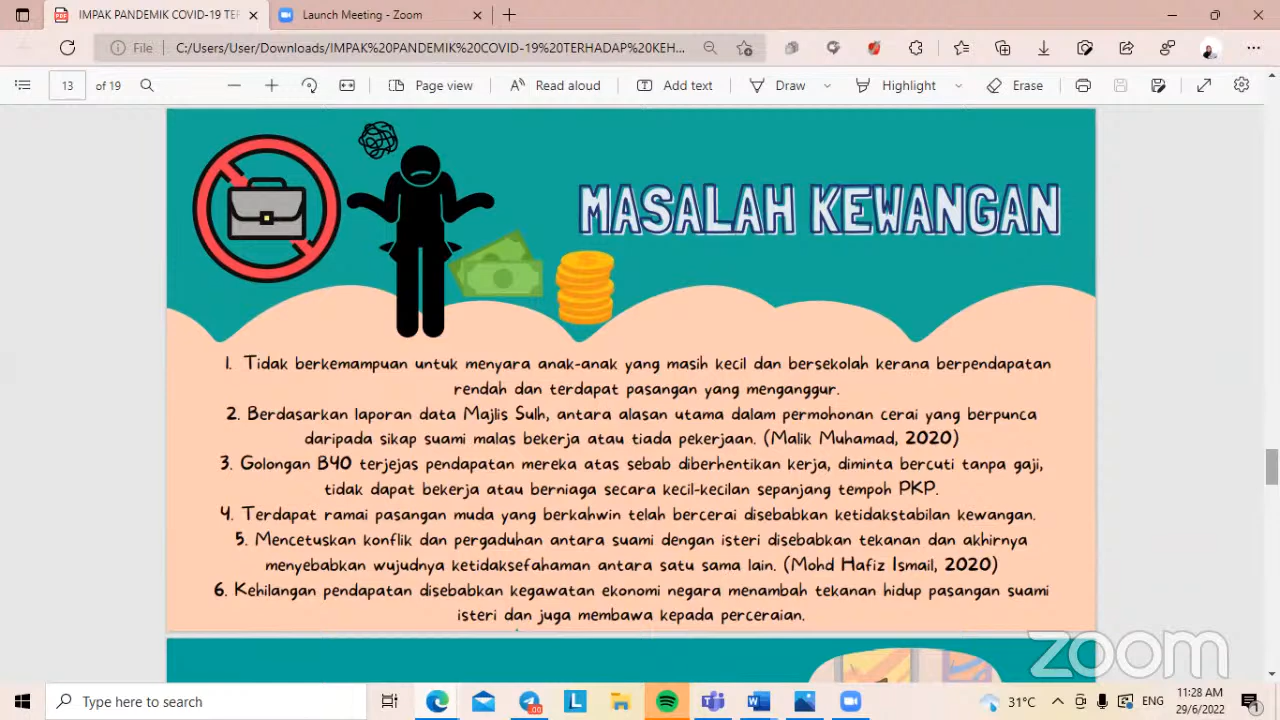 IMPAK PANDEMIK COVID-19 TER
Launch Meeting - Zoom
File
C:/Users/User/Downloads/IMPAK%20PANDEMIK%20COVID-19%20TERHADAP%20KEH...
13 of 19
Page view
Read aloud
Add text
Draw
Highlight
Erase
MASALAH KEWANGAN
1. Tidak berkemampuan untuk menyara anak-anak yang masih kecil dan bersekolah kerana berpendapatan
rendah dan terdapat pasangan yang menganggur.
2. Berdasarkan laporan data Majlis Sulh, antara alasan utama dalam permohonan cerai yang berpunca
daripada sikap suami malas bekerja atau tiada pekerjaan. (Malik Muhamad, 2020)
3. Golongan B40 terjejas pendapatan mereka atas sebab diberhentikan kerja, diminta bercuti tanpa gaji,
tidak dapat bekerja atau berniaga secara kecil-kecilan sepanjang tempoh PKP.
4. Terdapat ramai pasangan muda yang berkahwin telah bercerai disebabkan ketidakstabilan kewangan.
5. Mencetuskan konflik dan pergaduhan antara suami dengan isteri disebabkan tekanan dan akhirnya
menyebabkan wujudnya ketidaksefahaman antara satu sama lain. (Mohd Hafiz Ismail, 2020)
6. Kehilangan pendapatan disebabkan kegawatan ekonomi negara menambah tekanan hidup pasangan suami
isteri dan juga membawa kepada perceraian.
zoom
Type here to search
L
31°C
ENG
11:28 AM
29/6/2022